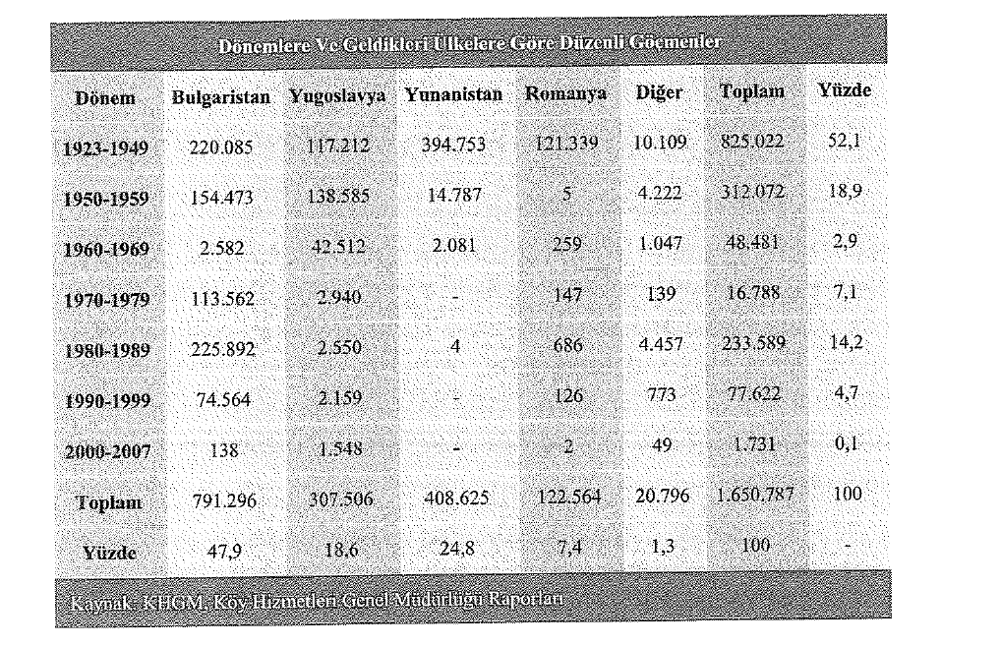 Dönemlere Ve Geldikleri Ülkelere Göre Düzenli Göçmenler
Dönem Bulgaristan Yugoslavya Yunanistan Romanya Diğer Toplam Yüzde
1923-1949 220.085 117.212 394.753 121.339 10.109 825.022 52,1
1950-1959 154.473 138.585 14.787 5 4.222 312.072 18,9
1960-1969 2.582 42.512 2.081 259 1.047 48.481 2,9
1970-1979 113.562 2.940 - 147 139 16.788 7,1
1980-1989 225.892 2.550 4 686 4.457 233.589 14,2
1990-1999 74.564 2.159 - 126 773 77.622 4,7
2000-2007 138 1.548 - 2 49 1.731 0,1
Toplam 791.296 307.506 408.625 122.564 20.796 1.650.787 100
Yüzde 47,9 18,6 24,8 7,4 1,3 100 -
Kaynak: KHGM, Köy Hizmetleri Genel Müdürlüğü Raporları